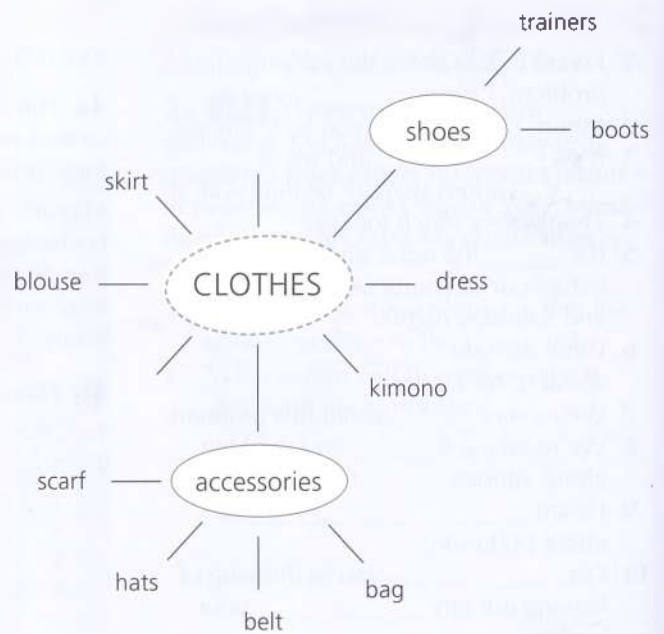 trainers
shoes
boots
skirt
blouse
CLOTHES
dress
kimono
scarf
accessories
hats
bag
belt